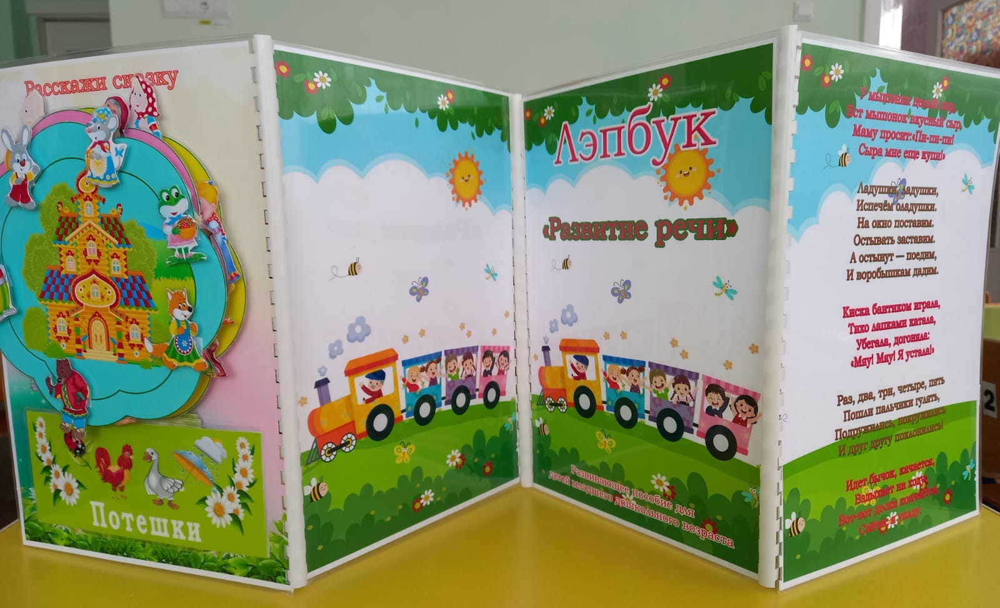 Расскажи сказку
Потешки
Лэпбук
«Развитие речи»
Развивающее пособие для
детей младшего дошкольного возраста
У мышонка целый
Ест мышонок вкусный сыр,
Маму просит:«Пи-пи-пи!
Сыра мне еще купи!»
Ладушки, ладушки,
Испечём оладушки.
На окно поставим.
Остывать заставим.
А остынут — поедим,
И воробышкам дадим.
Киска бантиком играла,
Тихо лапками катала,
Убегала, догоняла:
«Мяу! Мяу! Я устала!»
Раз, два, три, четыре, пять
Пошли пальчики гулять,
Подружились, покружились
И друг другу поклонились!
Идет бычок, качается,
Вздыхает на ходу:
Вот-вот доска кончается,
Сейчас я упаду.
2